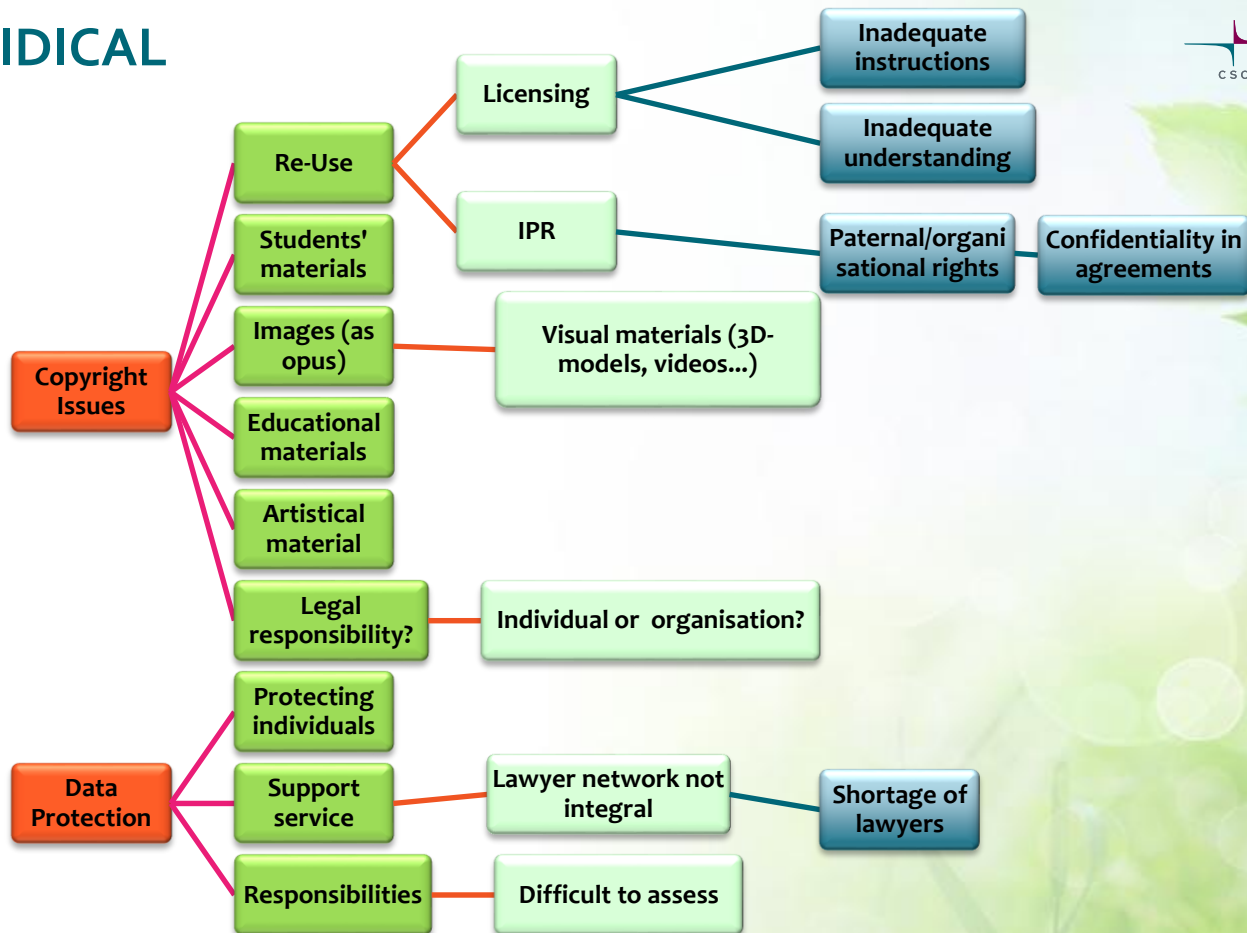 IDICAL
csc
Copyright
Issues
Re-Use
Licensing
Inadequate
instructions
Inadequate
understanding
IPR
Paternal/organi
sational rights
Confidentiality in
agreements
Students'
materials
Images (as
opus)
Visual materials (3D-
models, videos...)
Educational
materials
Artistical
material
Legal
responsibility?
Individual or organisation?
Data
Protection
Protecting
individuals
Support
service
Lawyer network not
integral
Shortage of
lawyers
Responsibilities
Difficult to assess